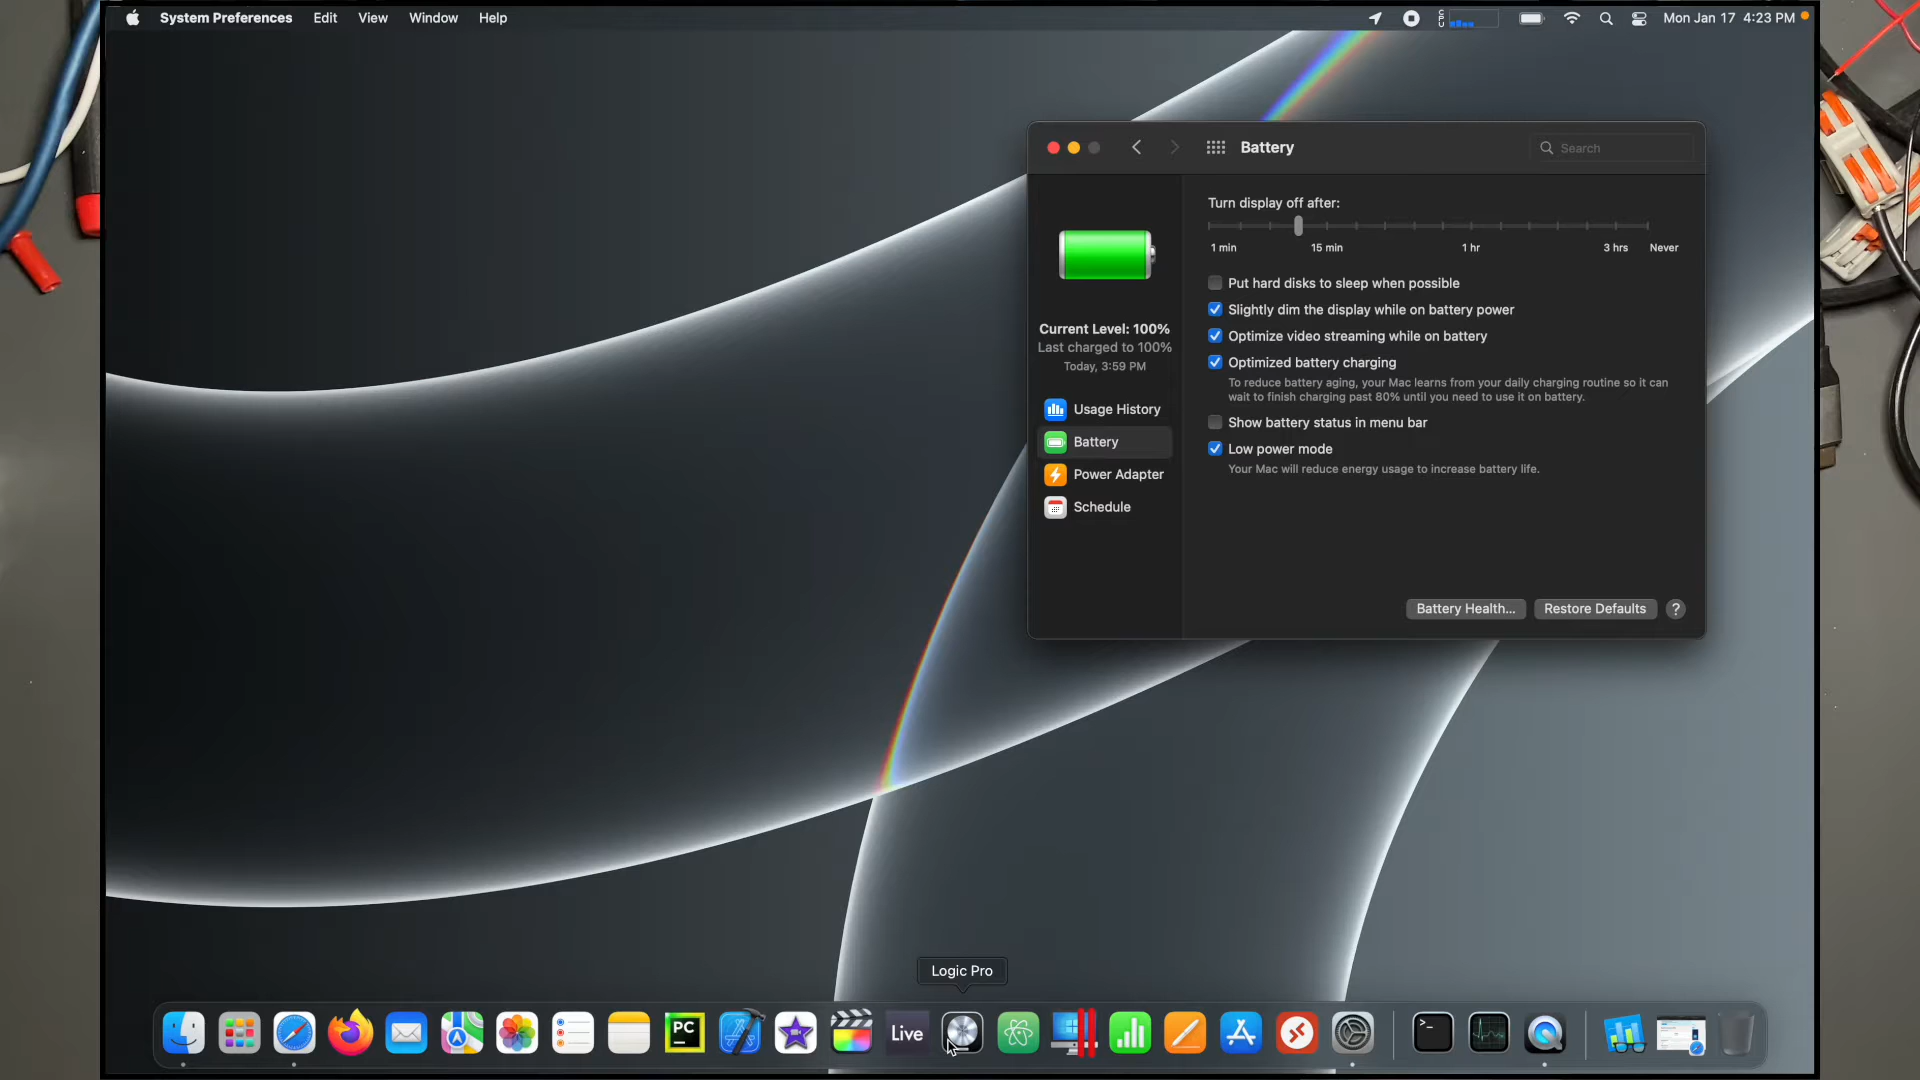 System Preferences Edit View Window Help
CPU
Mon Jan 17 4:23 PM
Battery
Search
Turn display off after:
1 min 15 min 1 hr 3 hrs Never
Put hard disks to sleep when possible
Slightly dim the display while on battery power
Optimize video streaming while on battery
Optimized battery charging
To reduce battery aging, your Mac learns from your daily charging routine so it can
wait to finish charging past 80% until you need to use it on battery.
Show battery status in menu bar
Low power mode
Your Mac will reduce energy usage to increase battery life.
Current Level: 100%
Last charged to 100%
Today, 3:59 PM
Usage History
Battery
Power Adapter
Schedule
Battery Health...
Restore Defaults
?
Logic Pro
PC
Live
>_